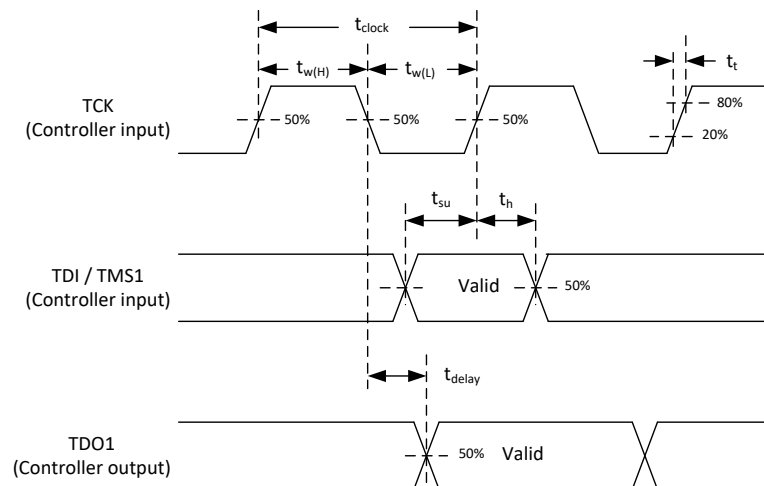 t_clock
t_w(H) t_w(L) t_t
TCK
(Controller input)
50% 50% 50% 80%
20%
t_su t_h
TDI / TMS1
(Controller input)
Valid 50%
t_delay
TDO1
(Controller output)
50% Valid